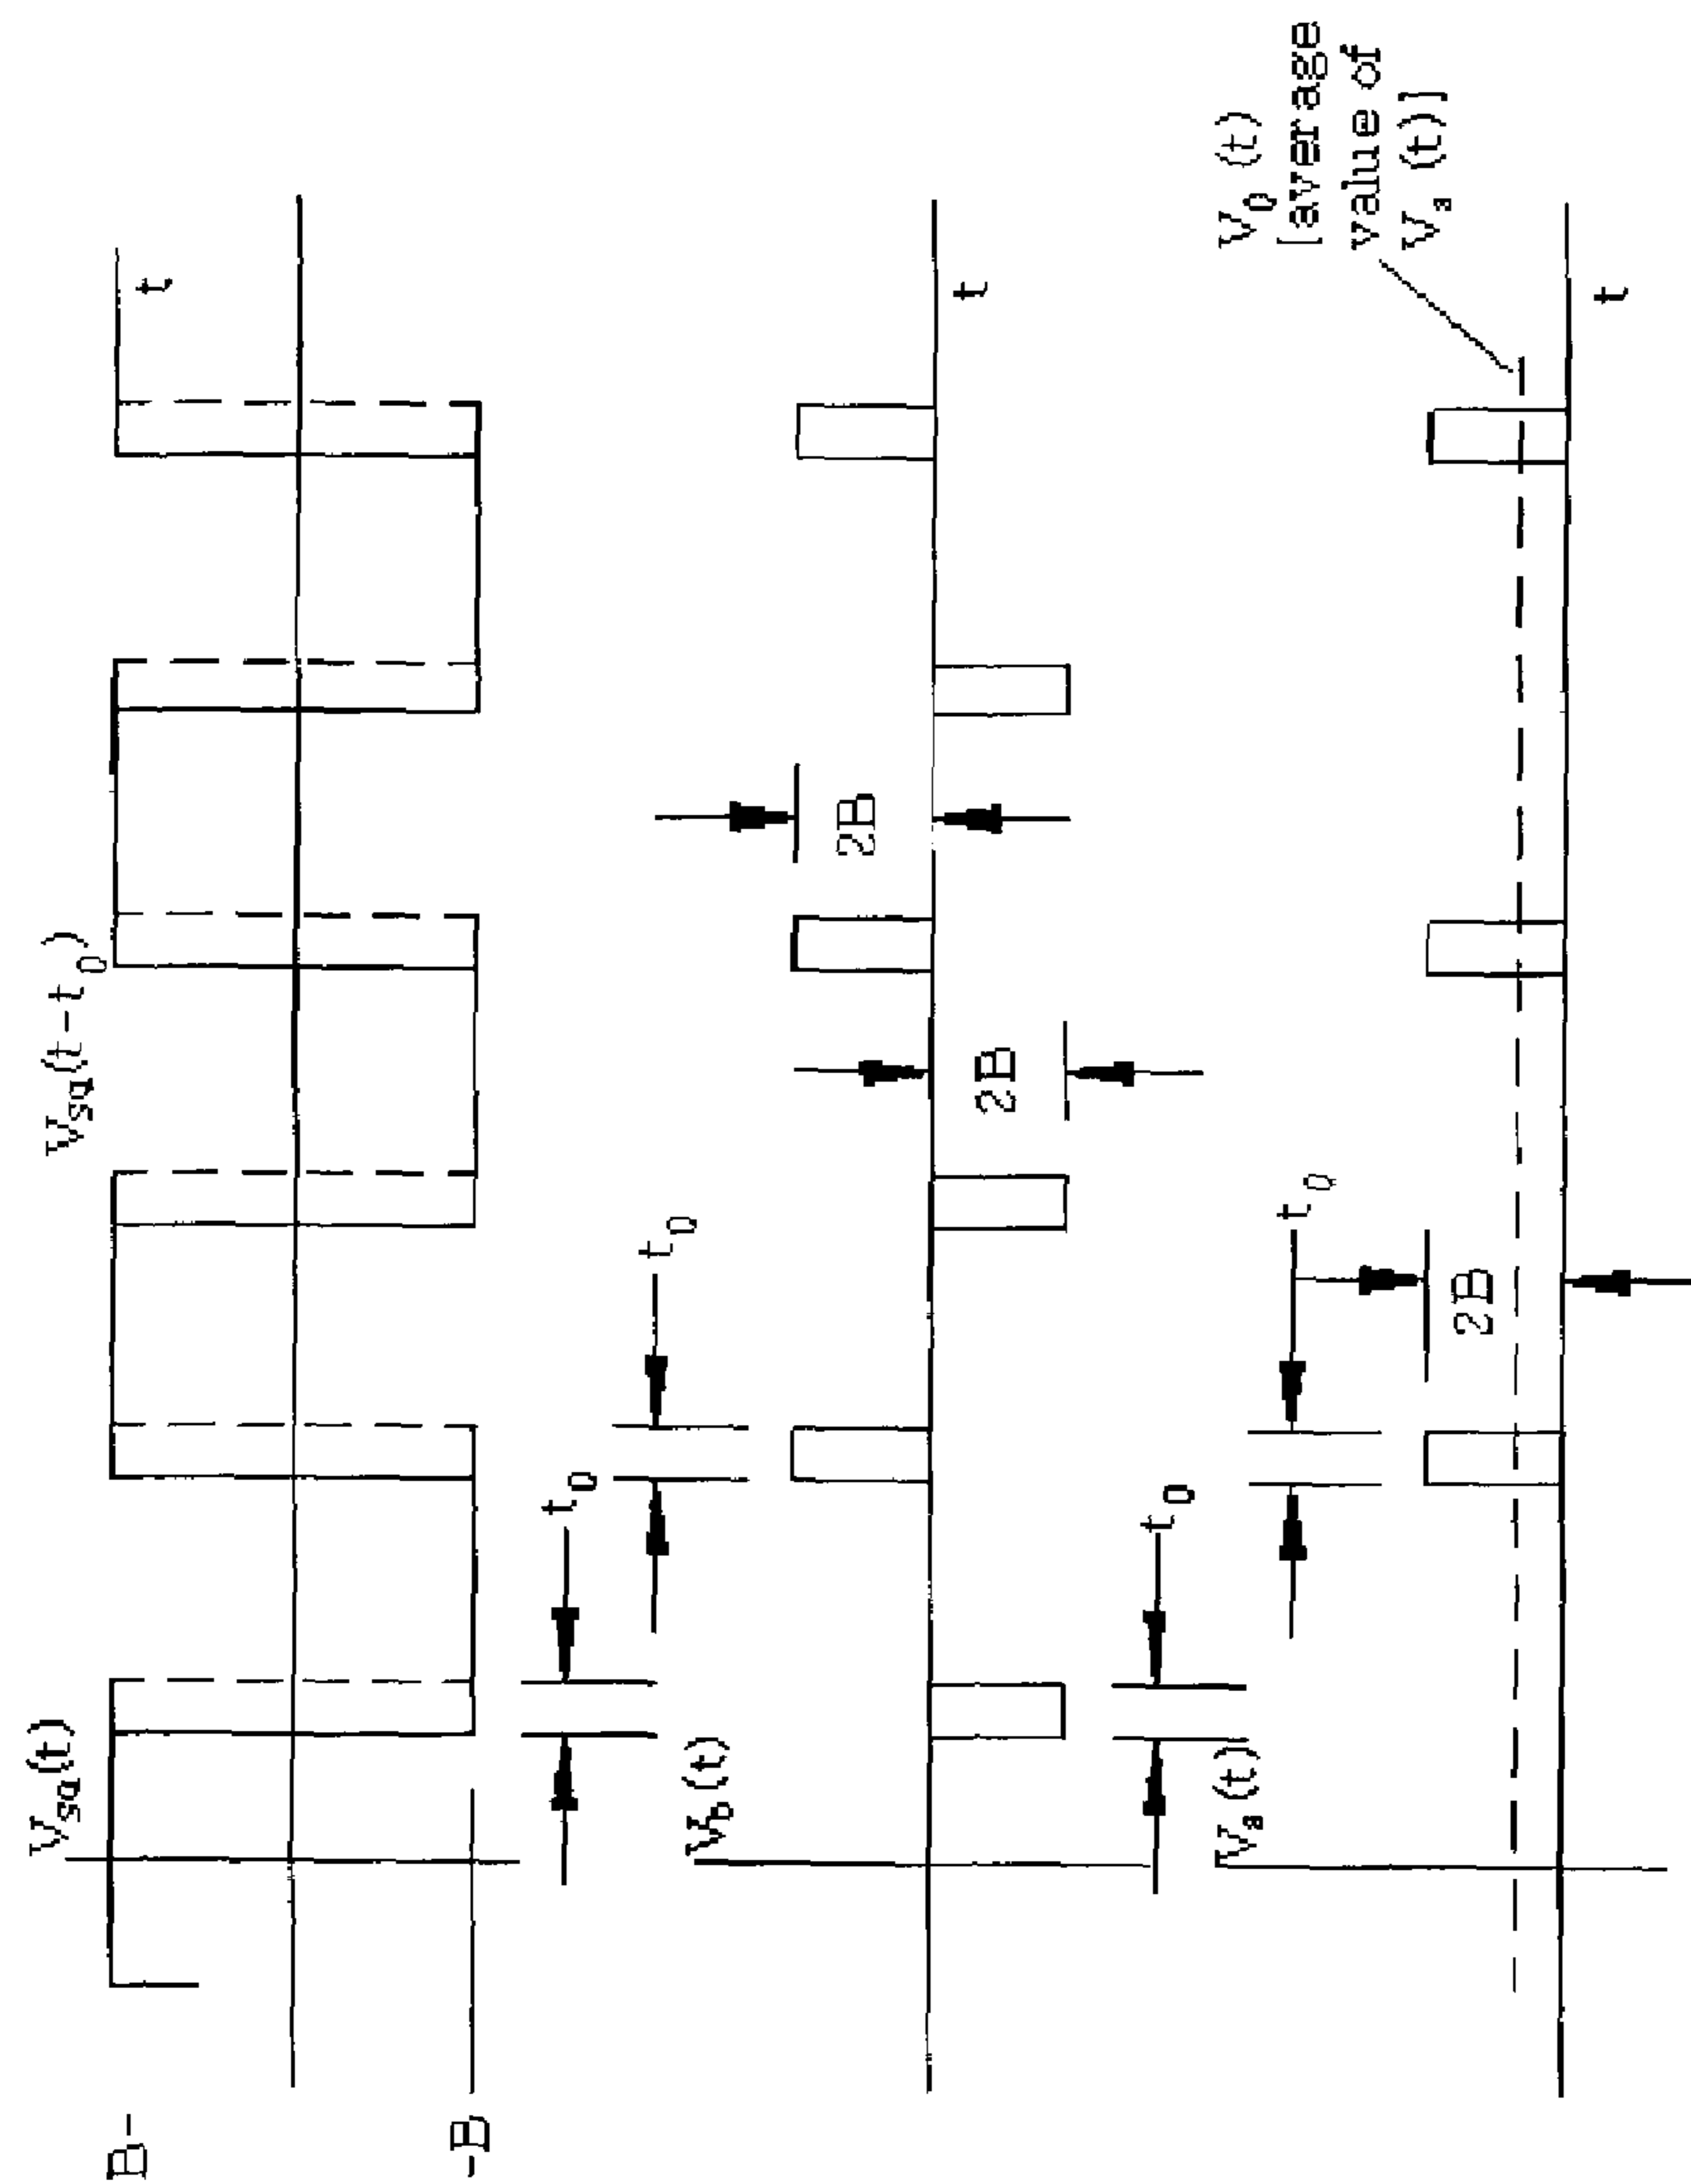 V_sq(t)
V_sq(t-t_0)
B-
t
-B
t_0
t_0
V_b(t)
2B
2B
t
t_0
t_0
V_a(t)
2B
V_0(t)
[average
value of
V_a(t)]
t